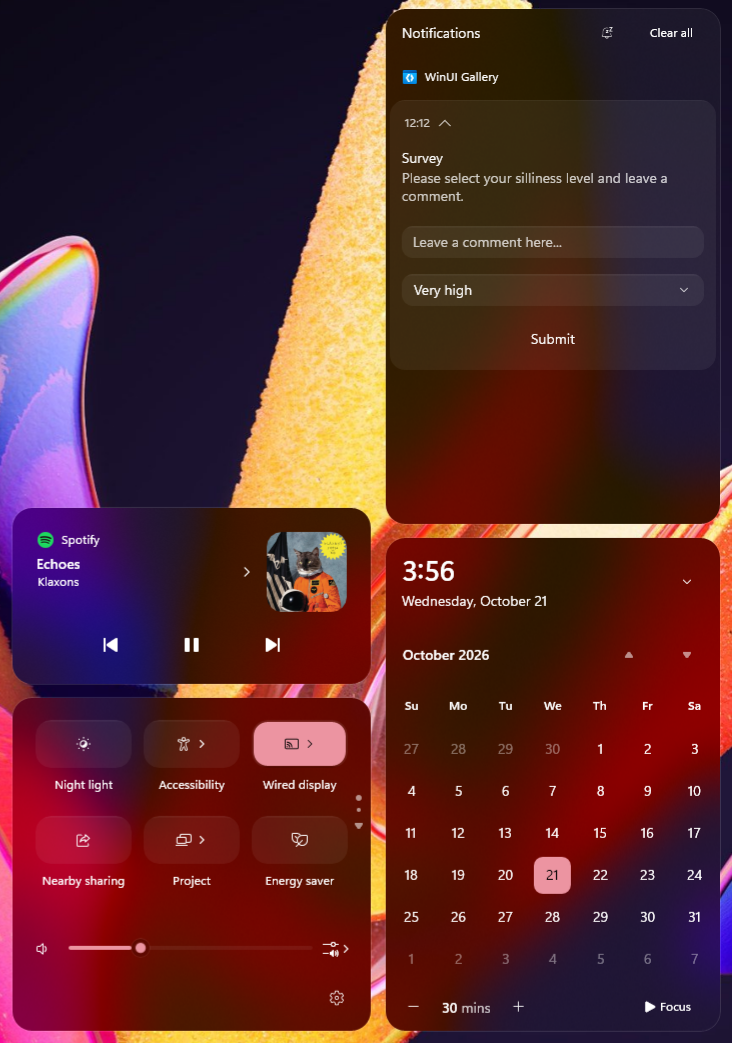 Notifications
Clear all
WinUI Gallery
12:12
Survey
Please select your silliness level and leave a
comment.
Leave a comment here...
Very high
Submit
Spotify
Echoes
Klaxons
Night light
Accessibility
Wired display
Nearby sharing
Project
Energy saver
3:56
Wednesday, October 21
October 2026
Su Mo Tu We Th Fr Sa
27 28 29 30 1 2 3
4 5 6 7 8 9 10
11 12 13 14 15 16 17
18 19 20 21 22 23 24
25 26 27 28 29 30 31
1 2 3 4 5 6 7
30 mins
Focus